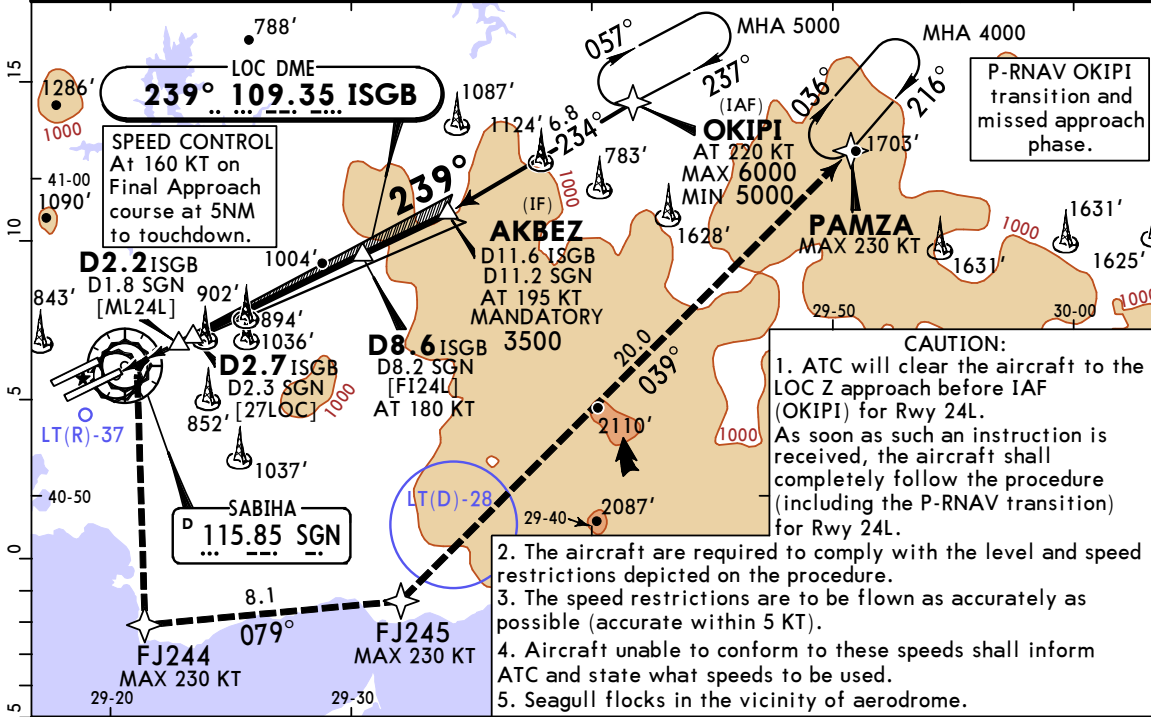 788'
LOC DME
239° 109.35 ISGB
057°
MHA 5000
237°
MHA 4000
036°
216°
P-RNAV OKIPI
transition and
missed approach
phase.
15
1286'
1000
1087'
1124'
6.8
234°
(IAF)
OKIPI
AT 220 KT
MAX 6000
MIN 5000
783'
1703'
SPEED CONTROL
At 160 KT on
Final Approach
course at 5NM
to touchdown.
41-00
1090'
239°
1000
1628'
PAMZA
MAX 230 KT
1000
1631'
1631'
1625'
1000
10
(IF)
AKBEZ
D11.6 ISGB
D11.2 SGN
AT 195 KT
MANDATORY
3500
1004'
D2.2 ISGB
D1.8 SGN
[ML24L]
843'
902'
894'
1036'
D2.7 ISGB
D2.3 SGN
[27LOC]
1000
852'
D8.6 ISGB
D8.2 SGN
[FI24L]
AT 180 KT
29-50
30-00
20.0
039°
5
LT(R)-37
1037'
2110'
1000
CAUTION:
1. ATC will clear the aircraft to the
LOC Z approach before IAF
(OKIPI) for Rwy 24L.
As soon as such an instruction is
received, the aircraft shall
completely follow the procedure
(including the P-RNAV transition)
for Rwy 24L.
2. The aircraft are required to comply with the level and speed
restrictions depicted on the procedure.
3. The speed restrictions are to be flown as accurately as
possible (accurate within 5 KT).
4. Aircraft unable to conform to these speeds shall inform
ATC and state what speeds to be used.
5. Seagull flocks in the vicinity of aerodrome.
40-50
SABIHA
D 115.85 SGN
LT(D)-28
29-40
2087'
0
8.1
079°
FJ244
MAX 230 KT
FJ245
MAX 230 KT
29-20
29-30
5